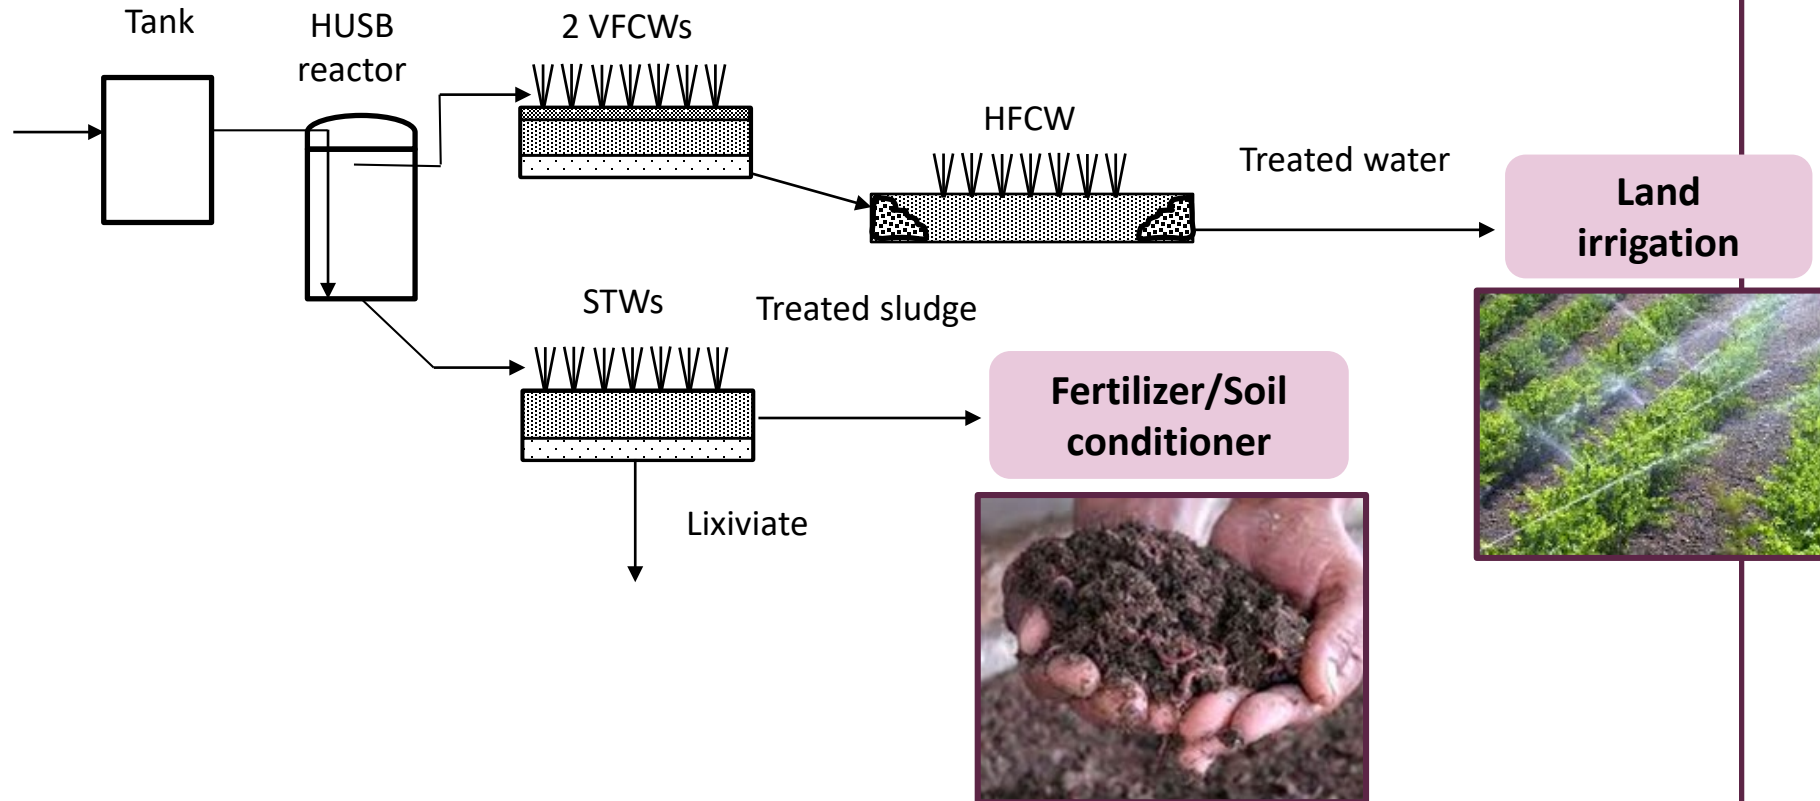 Tank
HUSB
reactor
2 VFCWs
HFCW
Treated water
Land
irrigation
STWs
Treated sludge
Fertilizer/Soil
conditioner
Lixiviate